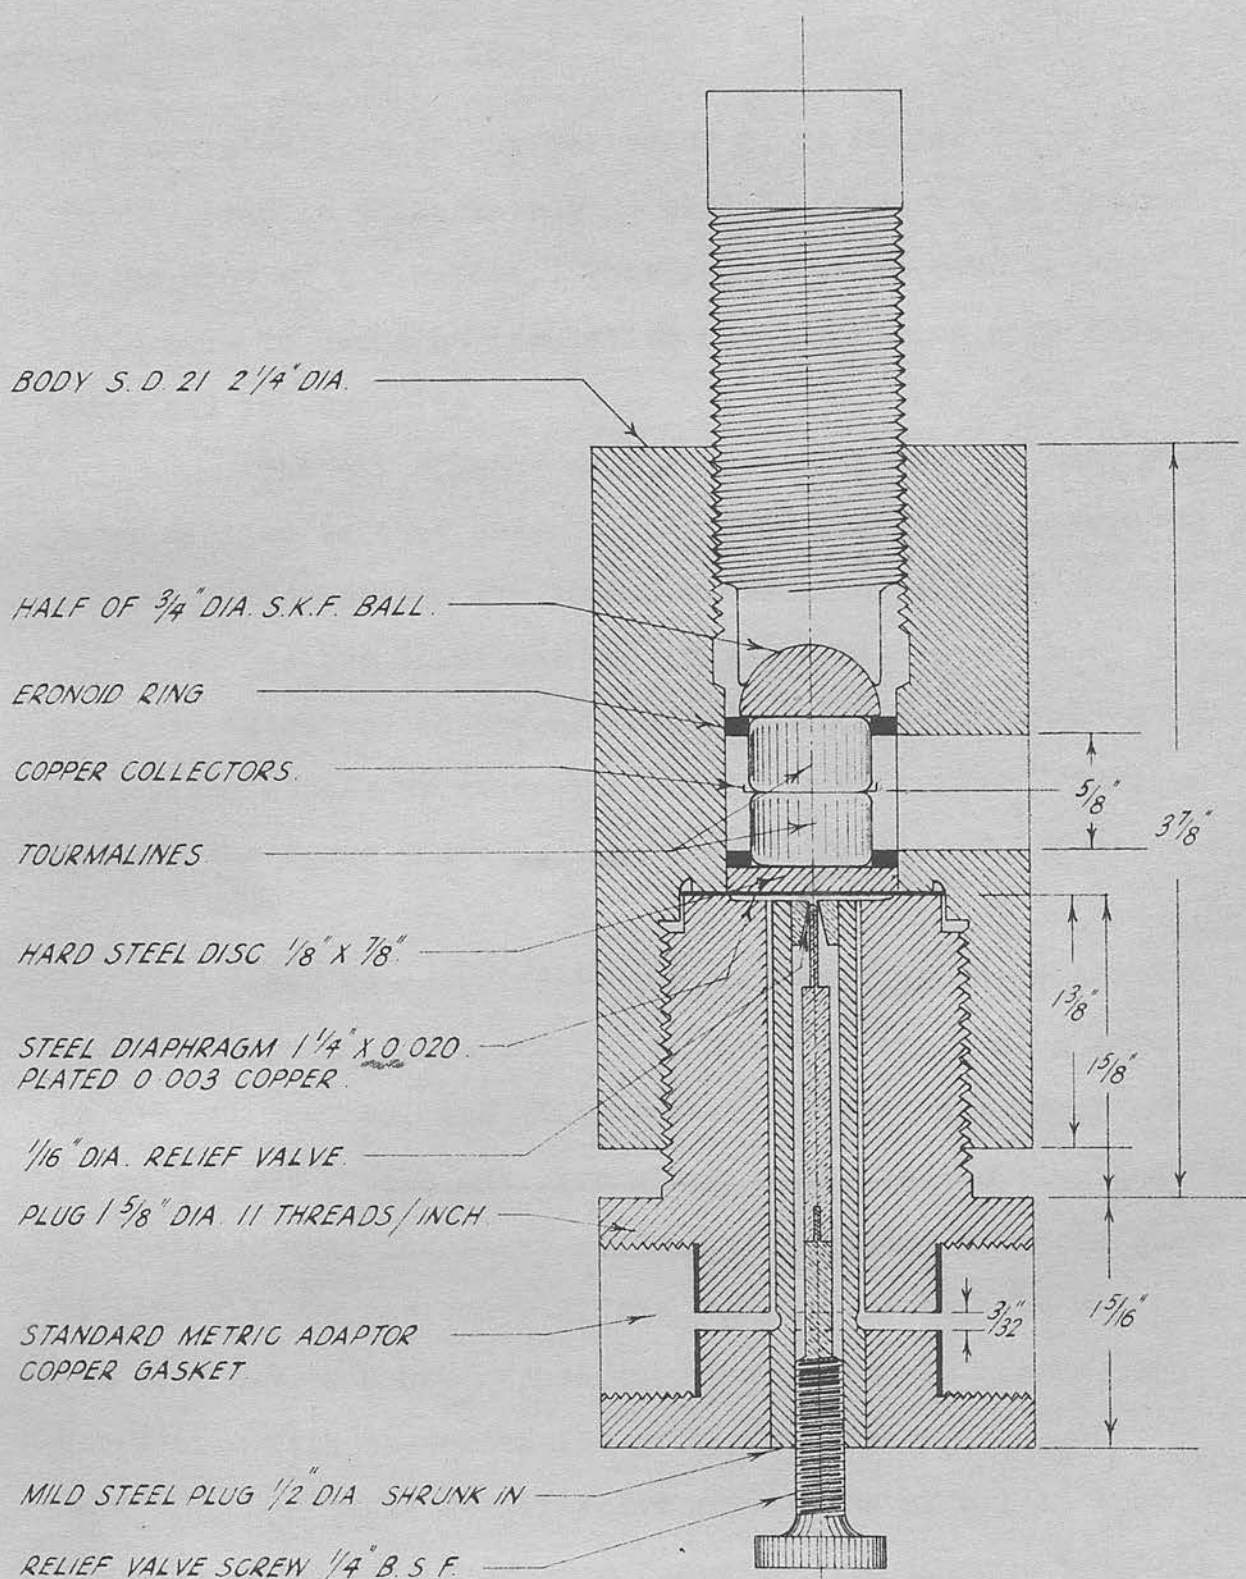 BODY S. D. 21 2 1/4" DIA.
HALF OF 3/4" DIA. S.K.F. BALL.
ERONOID RING
COPPER COLLECTORS.
5/8"
3 7/8"
TOURMALINES
HARD STEEL DISC 1/8" X 7/8"
1 3/8"
STEEL DIAPHRAGM 1 1/4" X 0.020.
PLATED 0.003 COPPER.
1 5/8"
1/16" DIA. RELIEF VALVE.
PLUG 1 5/8" DIA. 11 THREADS/INCH
STANDARD METRIC ADAPTOR
COPPER GASKET
3/32"
1 5/16"
MILD STEEL PLUG 1/2" DIA. SHRUNK IN
RELIEF VALVE SCREW 1/4" B. S. F.